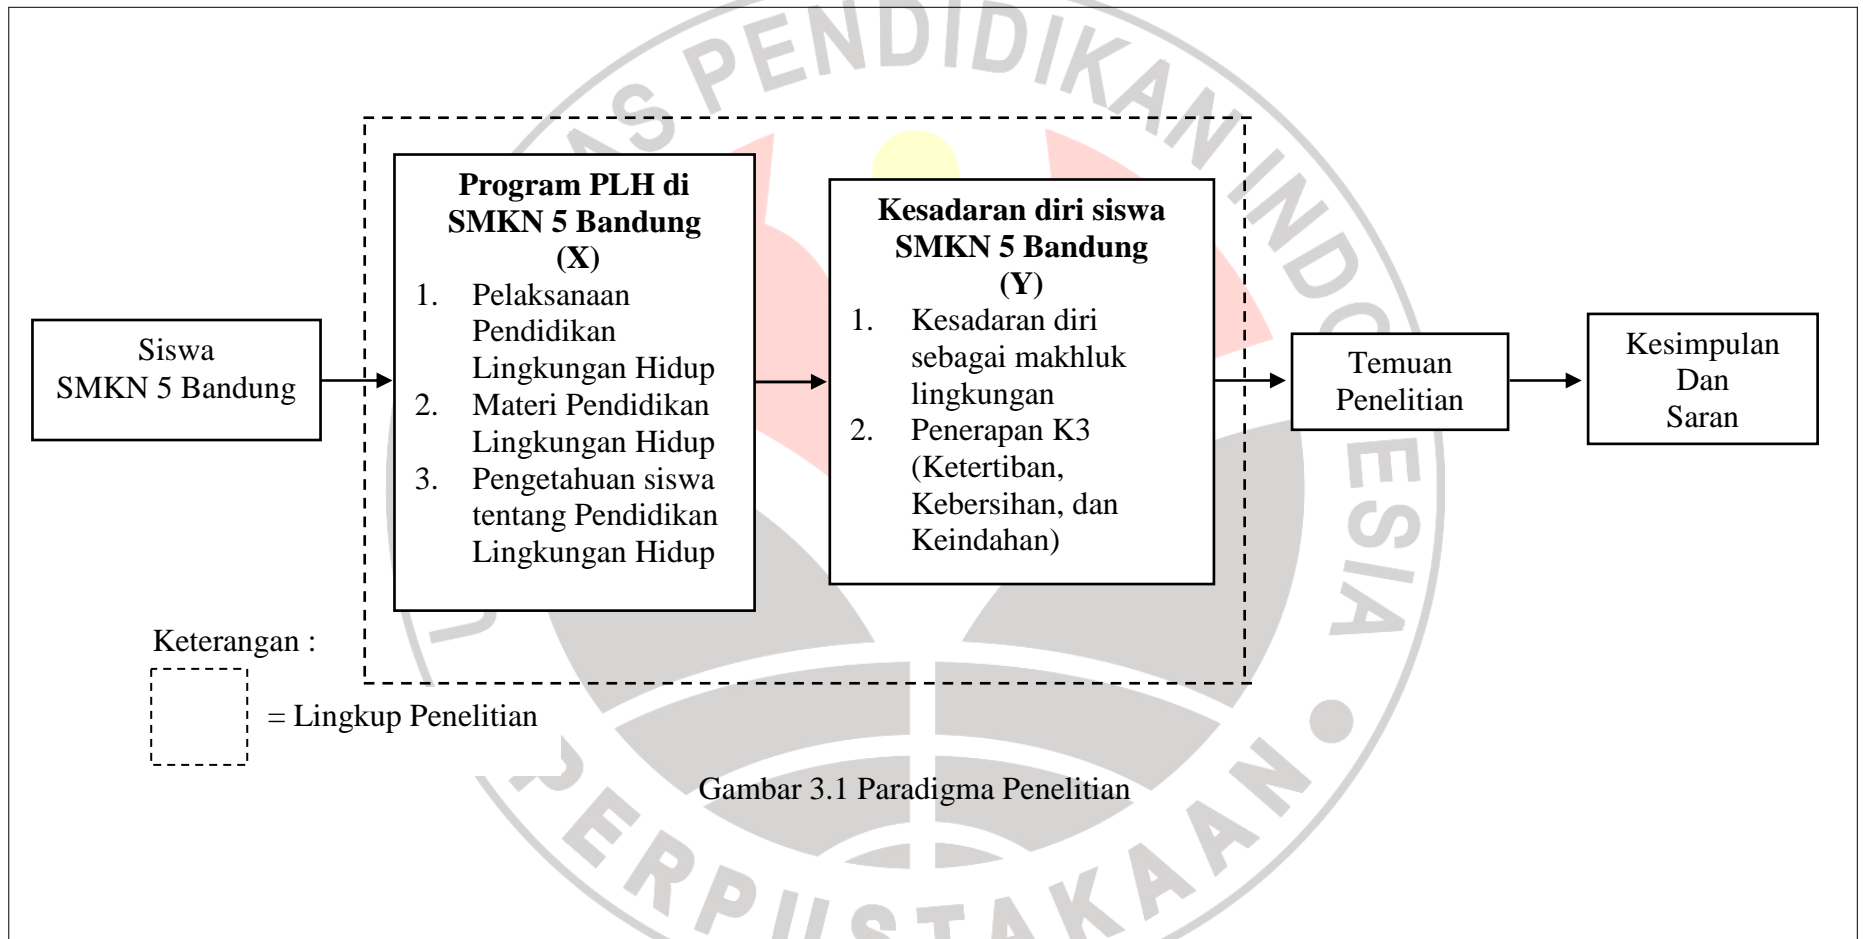 Siswa
SMKN 5 Bandung
Program PLH di
SMKN 5 Bandung
(X)
1. Pelaksanaan
Pendidikan
Lingkungan Hidup
2. Materi Pendidikan
Lingkungan Hidup
3. Pengetahuan siswa
tentang Pendidikan
Lingkungan Hidup
Kesadaran diri siswa
SMKN 5 Bandung
(Y)
1. Kesadaran diri
sebagai makhluk
lingkungan
2. Penerapan K3
(Ketertiban,
Kebersihan, dan
Keindahan)
Temuan
Penelitian
Kesimpulan
Dan
Saran
Keterangan :
= Lingkup Penelitian
Gambar 3.1 Paradigma Penelitian
PENDIDIKAN INDONESIA
PERPUSTAKAAN